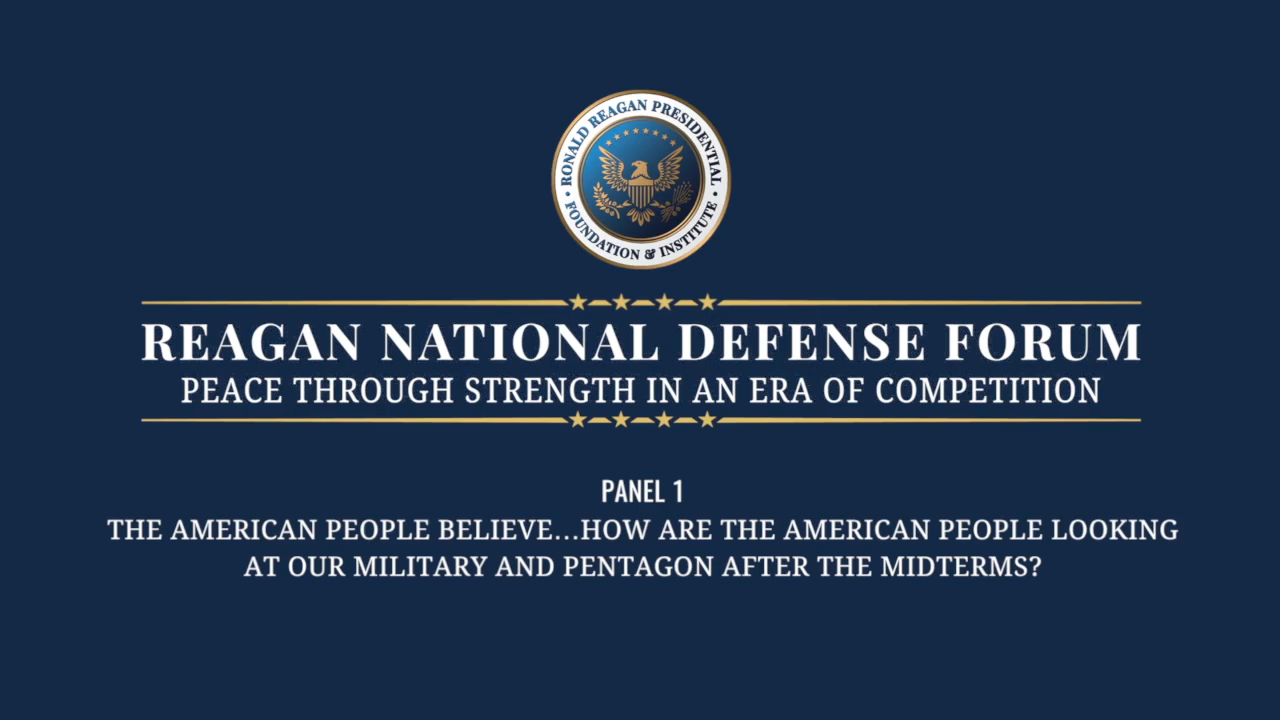 RONALD REAGAN PRESIDENTIAL
FOUNDATION & INSTITUTE
REAGAN NATIONAL DEFENSE FORUM
PEACE THROUGH STRENGTH IN AN ERA OF COMPETITION
PANEL 1
THE AMERICAN PEOPLE BELIEVE...HOW ARE THE AMERICAN PEOPLE LOOKING
AT OUR MILITARY AND PENTAGON AFTER THE MIDTERMS?